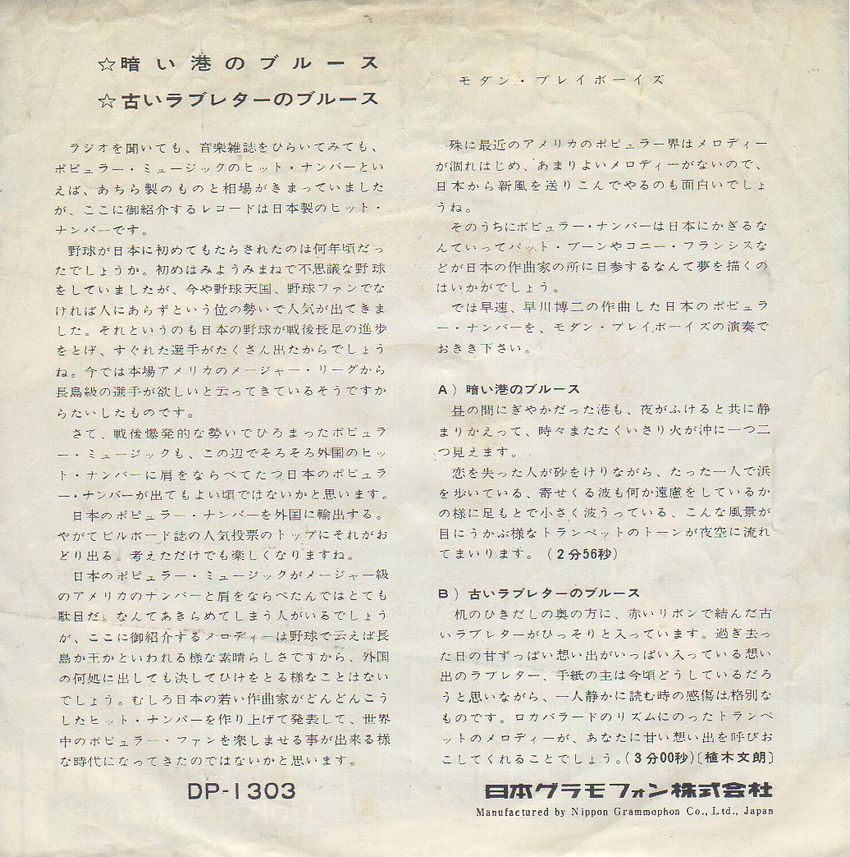 ☆暗い港のブルース
☆古いラブレターのブルース
モダン・プレイボーイズ
ラジオを聞いても、音楽雑誌をひらいてみても、
ポピュラー・ミュージックのヒット・ナンバーとい
えば、あちら製のものと相場がきまっていました
が、ここに御紹介するレコードは日本製のヒット・
ナンバーです。
野球が日本に初めてもたらされたのは何年頃だっ
たでしょうか。初めはみようみまねで不思議な野球
をしていましたが、今や野球天国、野球ファンでな
ければ人にあらずという位の勢いで人気が出てきま
した。それというのも日本の野球が戦後長足の進歩
をとげ、すぐれた選手がたくさん出たからでしょう
ね。今では本場アメリカのメージャー・リーグから
長島級の選手が欲しいと云ってきているそうですか
らたいしたものです。
さて、戦後爆発的な勢いでひろまったポピュラ
ー・ミュージックも、この辺でそろそろ外国のヒッ
ト・ナンバーに肩をならべてたつ日本のポピュラ
ー・ナンバーが出てもよい頃ではないかと思います。
日本のポピュラー・ナンバーを外国に輸出する。
やがてビルボード誌の人気投票のトップにそれがお
どり出る。考えただけでも楽しくなりますね。
日本のポピュラー・ミュージックがメージャー級
のアメリカのナンバーと肩をならべたんではとても
駄目だ。なんてあきらめてしまう人がいるでしょう
が、ここに御紹介するメロディーは野球で云えば長
島か王かといわれる様な素晴らしさですから、外国
の何処に出しても決してひけをとる様なことはない
でしょう。むしろ日本の若い作曲家がどんどんこう
したヒット・ナンバーを作り上げて発表して、世界
中のポピュラー・ファンを楽しませる事が出来る様
な時代になってきたのではないかと思います。
DP-1303
殊に最近のアメリカのポピュラー界はメロディー
が涸れはじめ、あまりよいメロディーがないので、
日本から新風を送りこんでやるのも面白いでしょ
うね。
そのうちにポピュラー・ナンバーは日本にかぎるな
んていってパット・ブーンやコニー・フランシスな
どが日本の作曲家の所に日参するなんて夢を描くの
はいかがでしょう。
では早速、早川博二の作曲した日本のポピュラ
ー・ナンバーを、モダン・プレイボーイズの演奏で
おきき下さい。
A）暗い港のブルース
昼の間にぎやかだった港も、夜がふけると共に静
まりかえって、時々またたくいさり火が沖に一つ二
つ見えます。
恋を失った人が砂をけりながら、たった一人で浜
を歩いている、寄せくる波も何か遠慮をしているか
の様に足もとで小さく波うっている、こんな風景が
目にうかぶ様なトランペットのトーンが夜空に流れ
てまいります。（2分56秒）
B）古いラブレターのブルース
机のひきだしの奥の方に、赤いリボンで結んだ古
いラブレターがひっそりと入っています。過ぎ去っ
た日の甘ずっぱい想い出がいっぱい入っている想い
出のラブレター、手紙の主は今頃どうしているだろ
うと思いながら、一人静かに読む時の感傷は格別な
ものです。ロカバラードのリズムにのったトランペ
ットのメロディーが、あなたに甘い想い出を呼びお
こしてくれることでしょう。（3分00秒）〔植木文朗〕
日本グラモフォン株式会社
Manufactured by Nippon Grammophon Co., Ltd., Japan